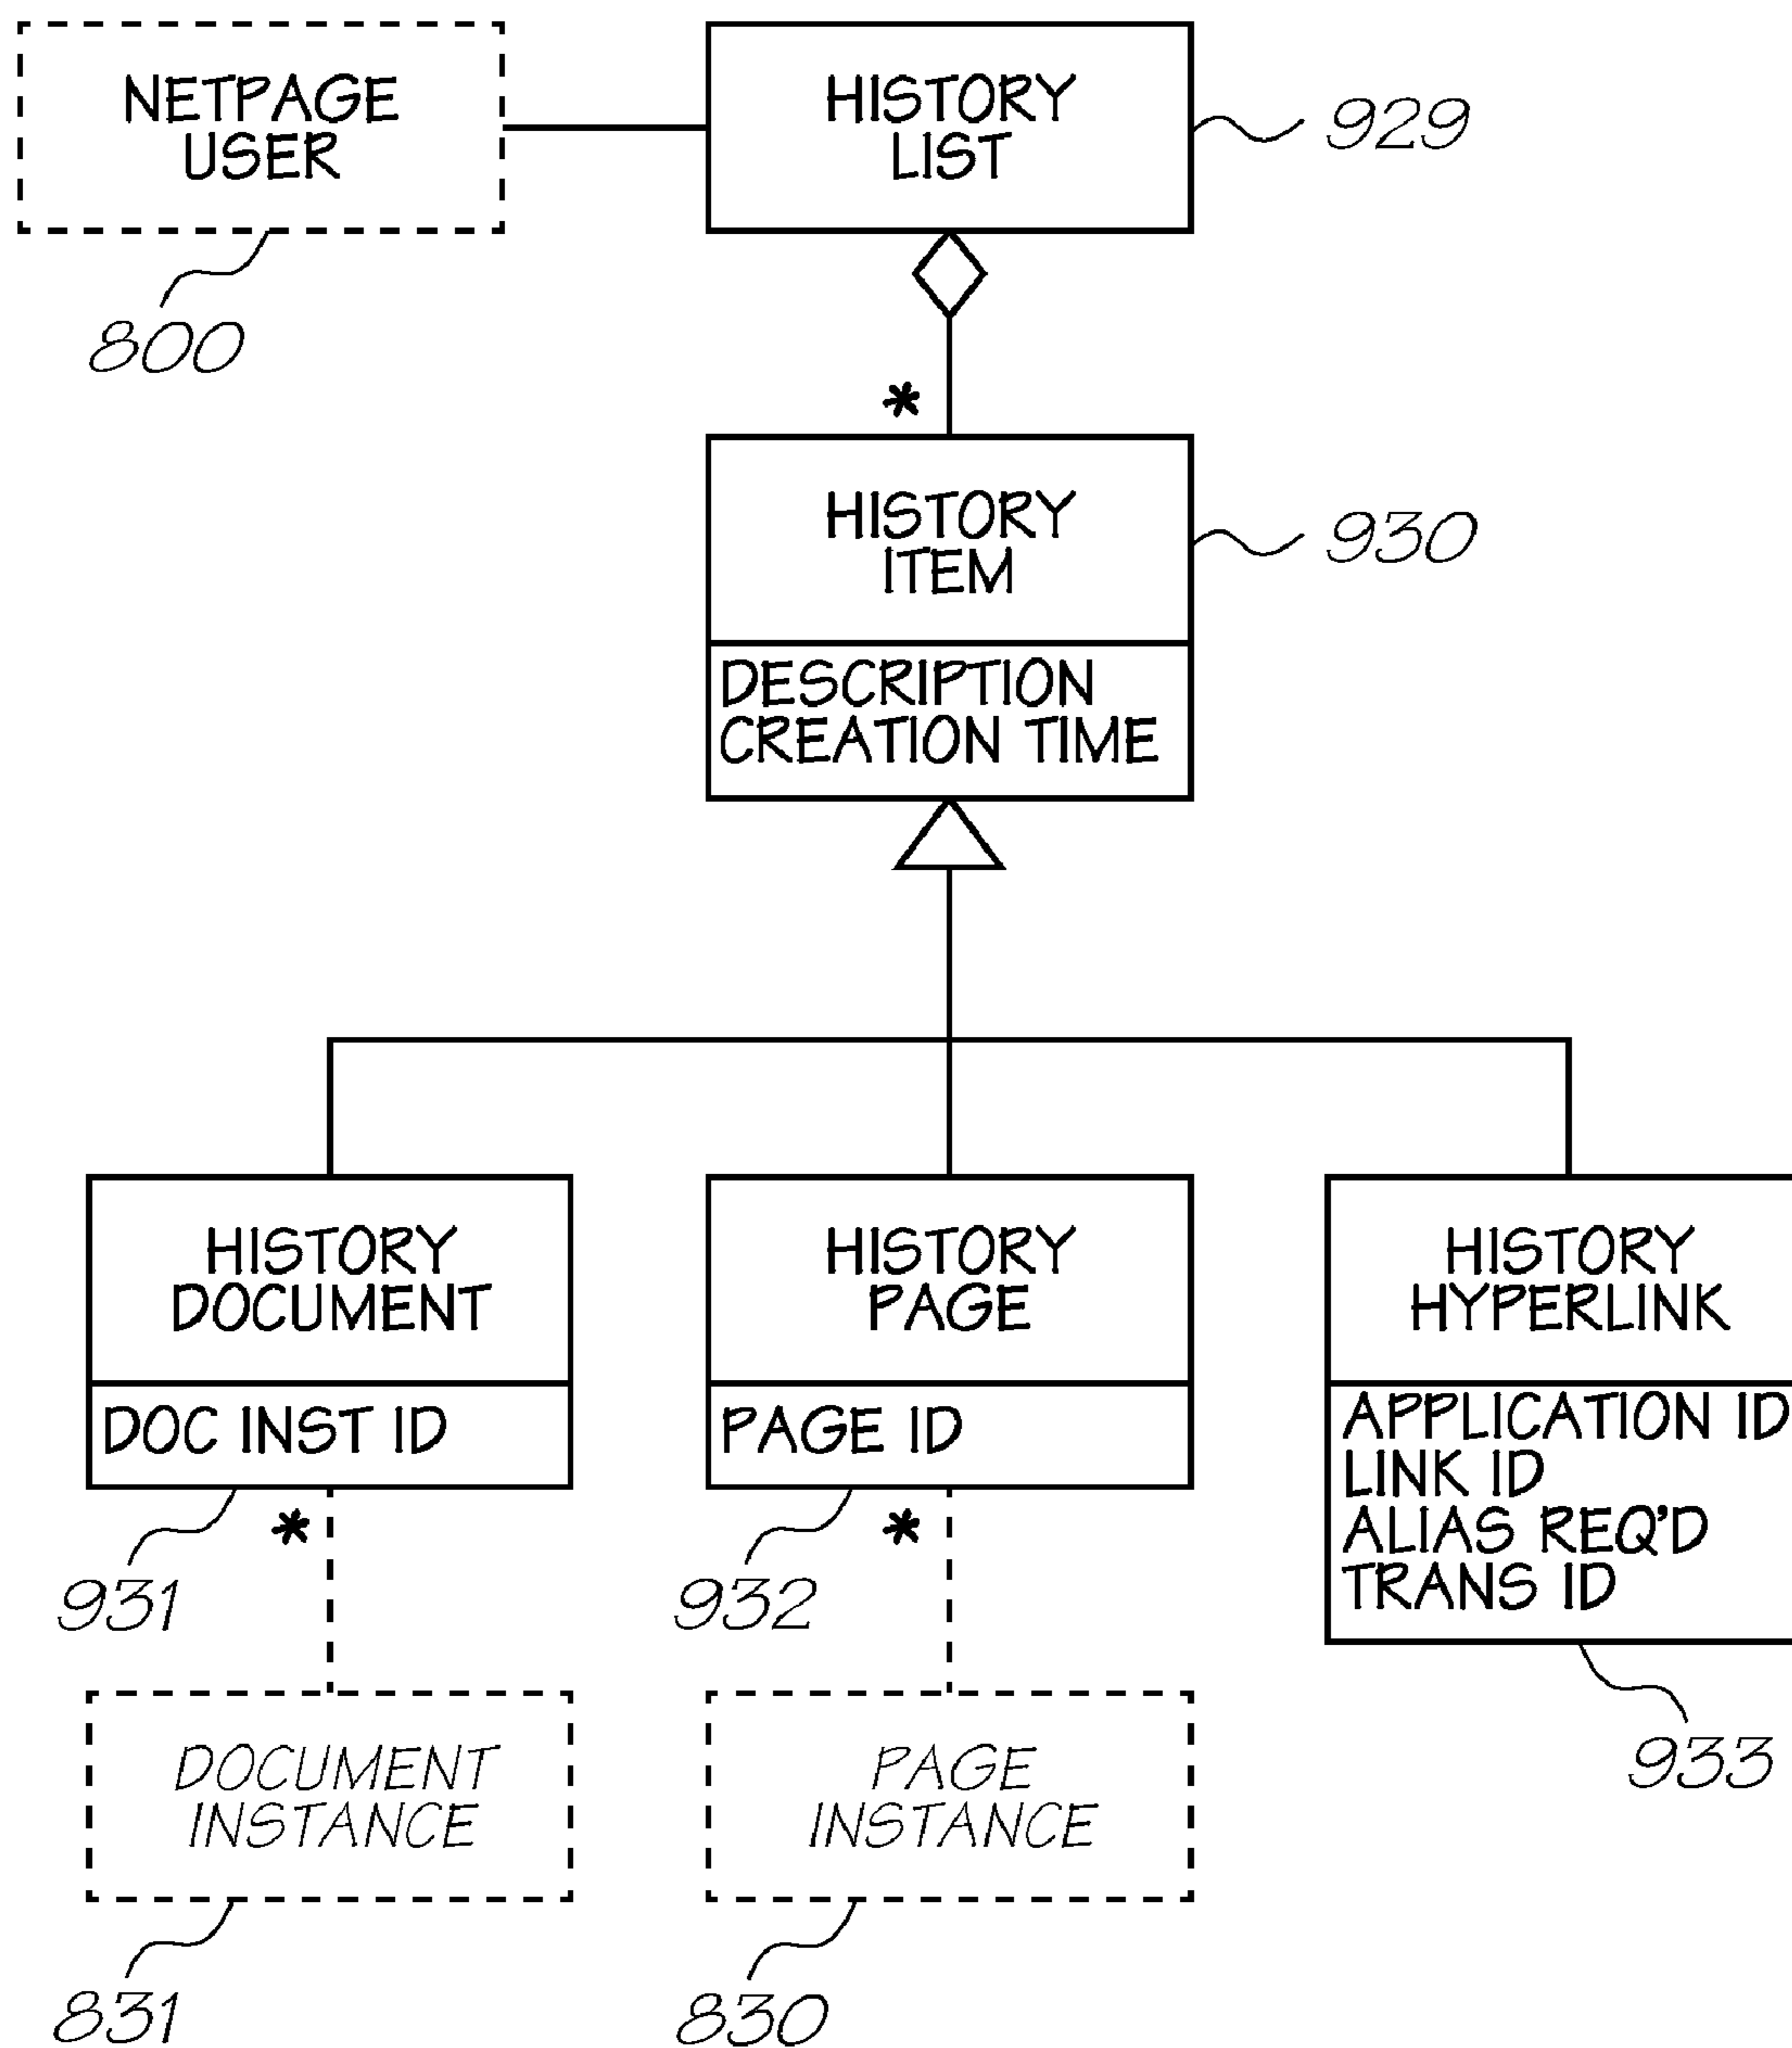 NETPAGE
USER
HISTORY
LIST
929
800
*
HISTORY
ITEM
930
DESCRIPTION
CREATION TIME
HISTORY
DOCUMENT
HISTORY
PAGE
HISTORY
HYPERLINK
DOC INST ID
PAGE ID
APPLICATION ID
LINK ID
ALIAS REQ'D
TRANS ID
*
*
931
932
933
DOCUMENT
INSTANCE
PAGE
INSTANCE
831
830